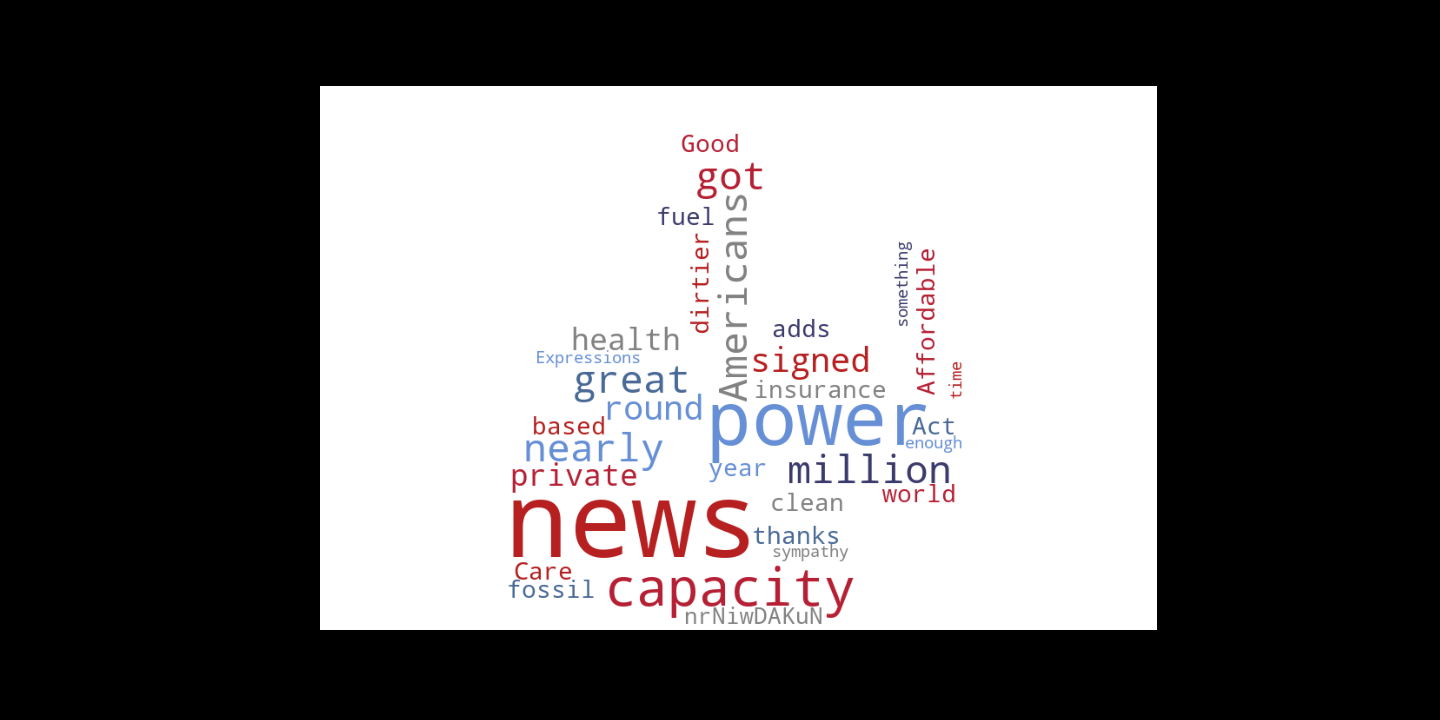 Good
got
fuel
Americans
dirtier
something
Affordable
adds
health
Expressions
signed
time
great
insurance
round
power
based
Act
nearly
enough
year
million
private
world
clean
news
thanks
sympathy
Care
fossil
capacity
nrNiwDAKuN